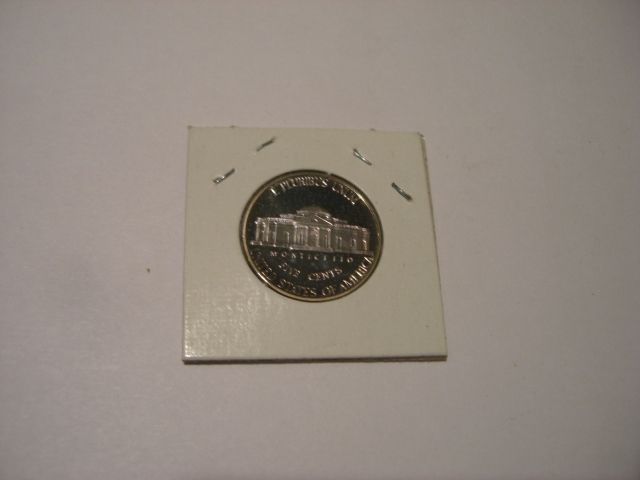 E PLURIBUS UNUM
MONTICELLO
FIVE CENTS
UNITED STATES OF AMERICA